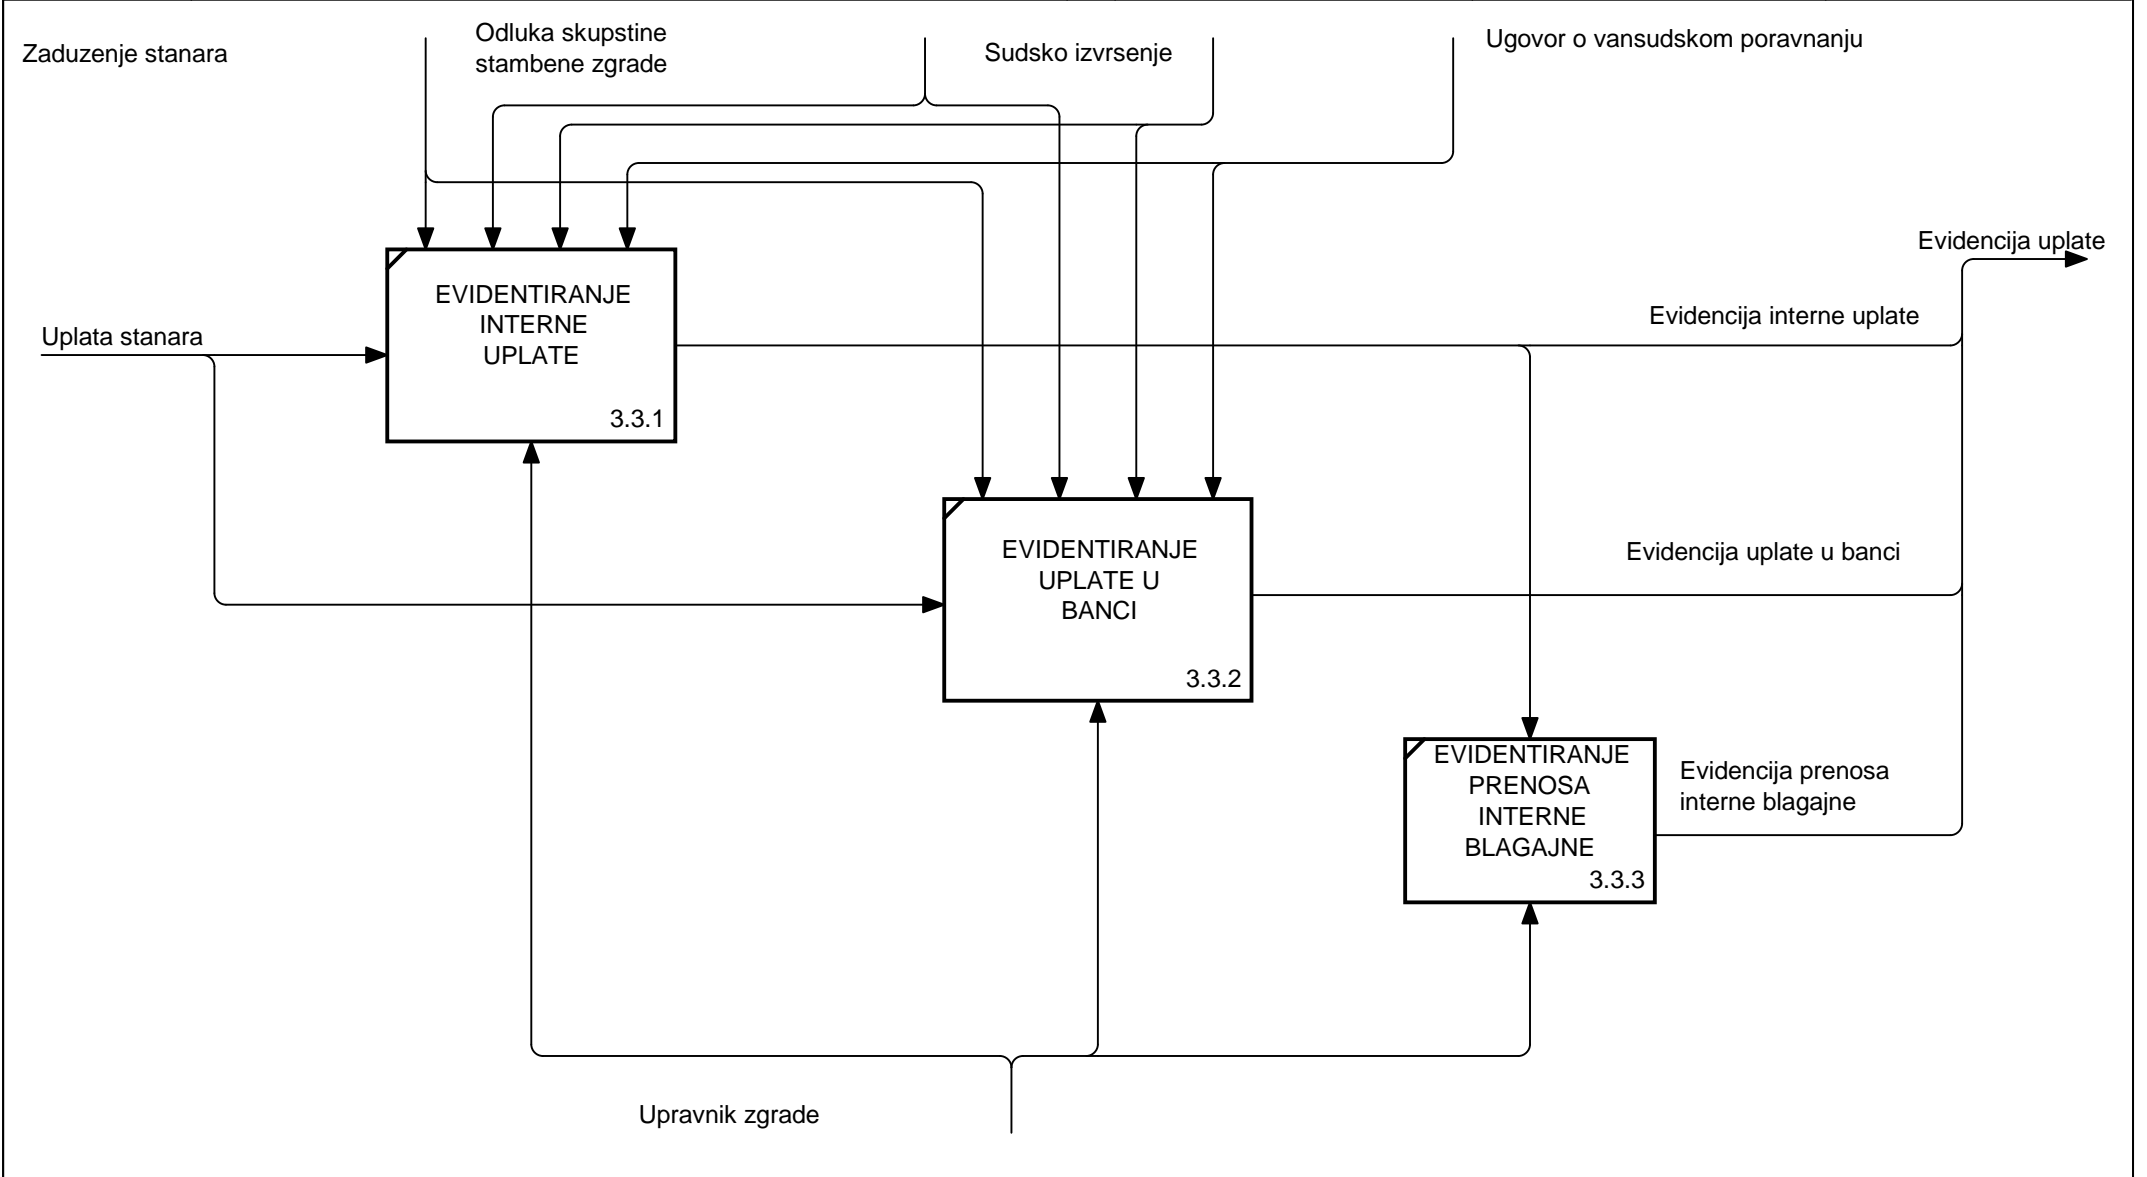 Zaduzenje stanara
Odluka skupstine
stambene zgrade
Sudsko izvrsenje
Ugovor o vansudskom poravnanju
Evidencija uplate
Evidencija interne uplate
Uplata stanara
EVIDENTIRANJE
INTERNE
UPLATE
3.3.1
Evidencija uplate u banci
EVIDENTIRANJE
UPLATE U
BANCI
3.3.2
EVIDENTIRANJE
PRENOSA
INTERNE
BLAGAJNE
3.3.3
Evidencija prenosa
interne blagajne
Upravnik zgrade